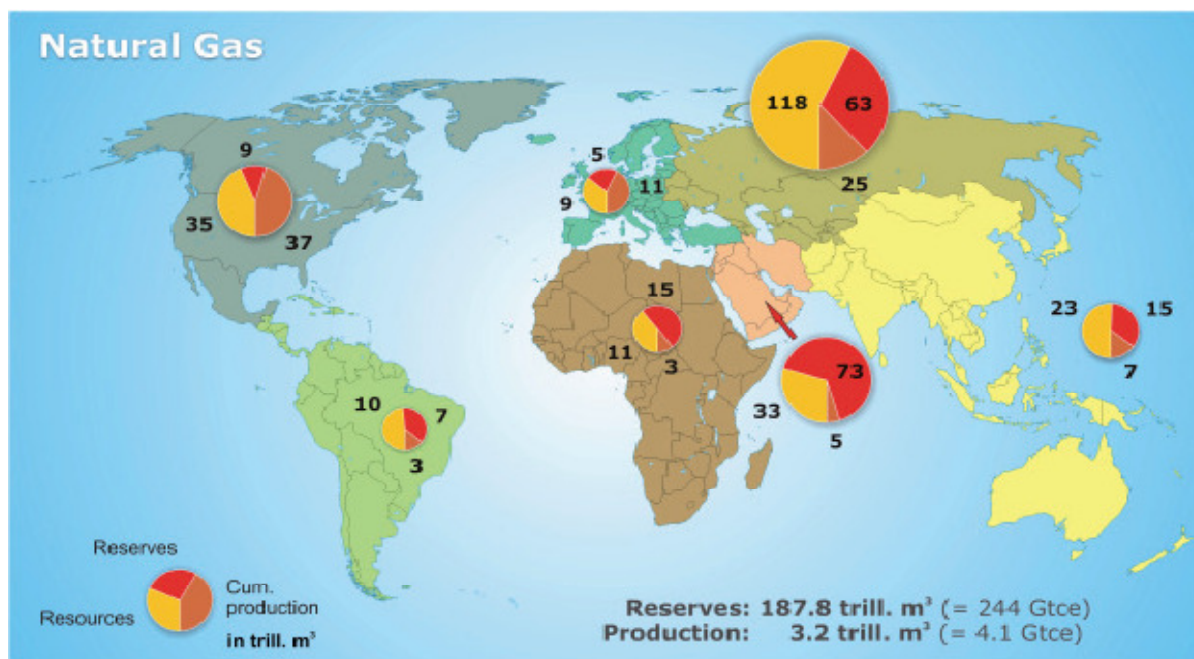 Natural Gas
118
63
25
9
35
37
5
9
11
15
11
3
23
15
7
73
33
5
10
7
3
Reserves
Resources
Cum.
production
in trill. m³
Reserves: 187.8 trill. m³ (= 244 Gtce)
Production: 3.2 trill. m³ (= 4.1 Gtce)